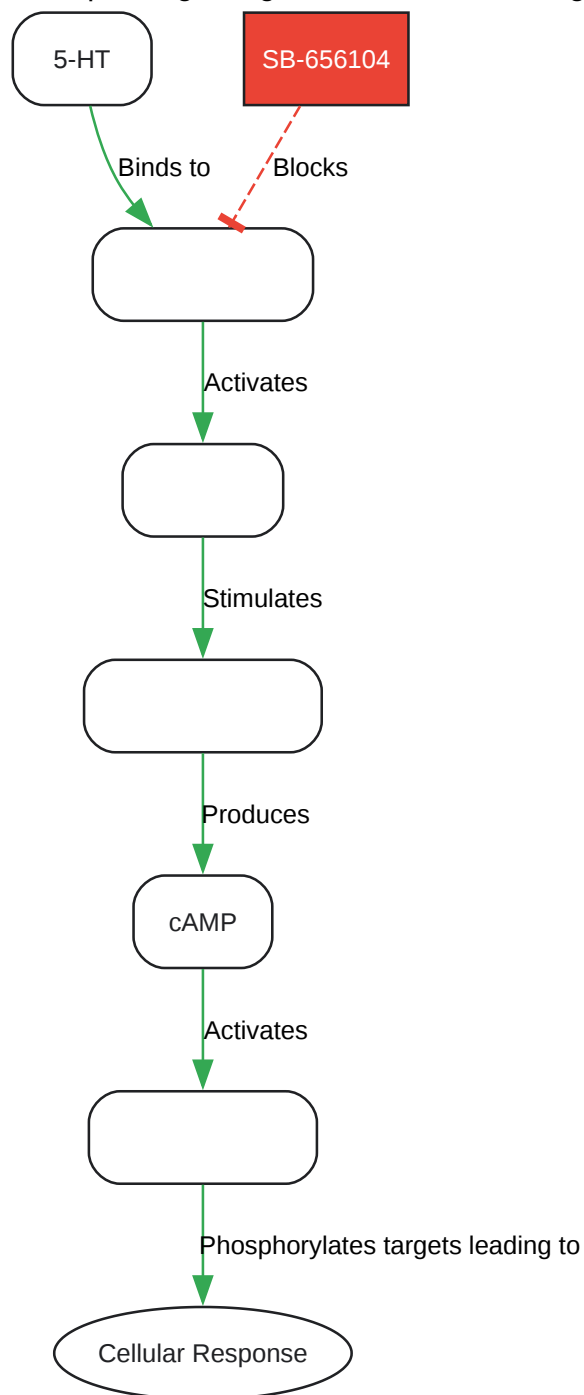 5-HT
SB-656104
Binds to
Blocks
Activates
Stimulates
Produces
cAMP
Activates
Phosphorylates targets leading to
Cellular Response